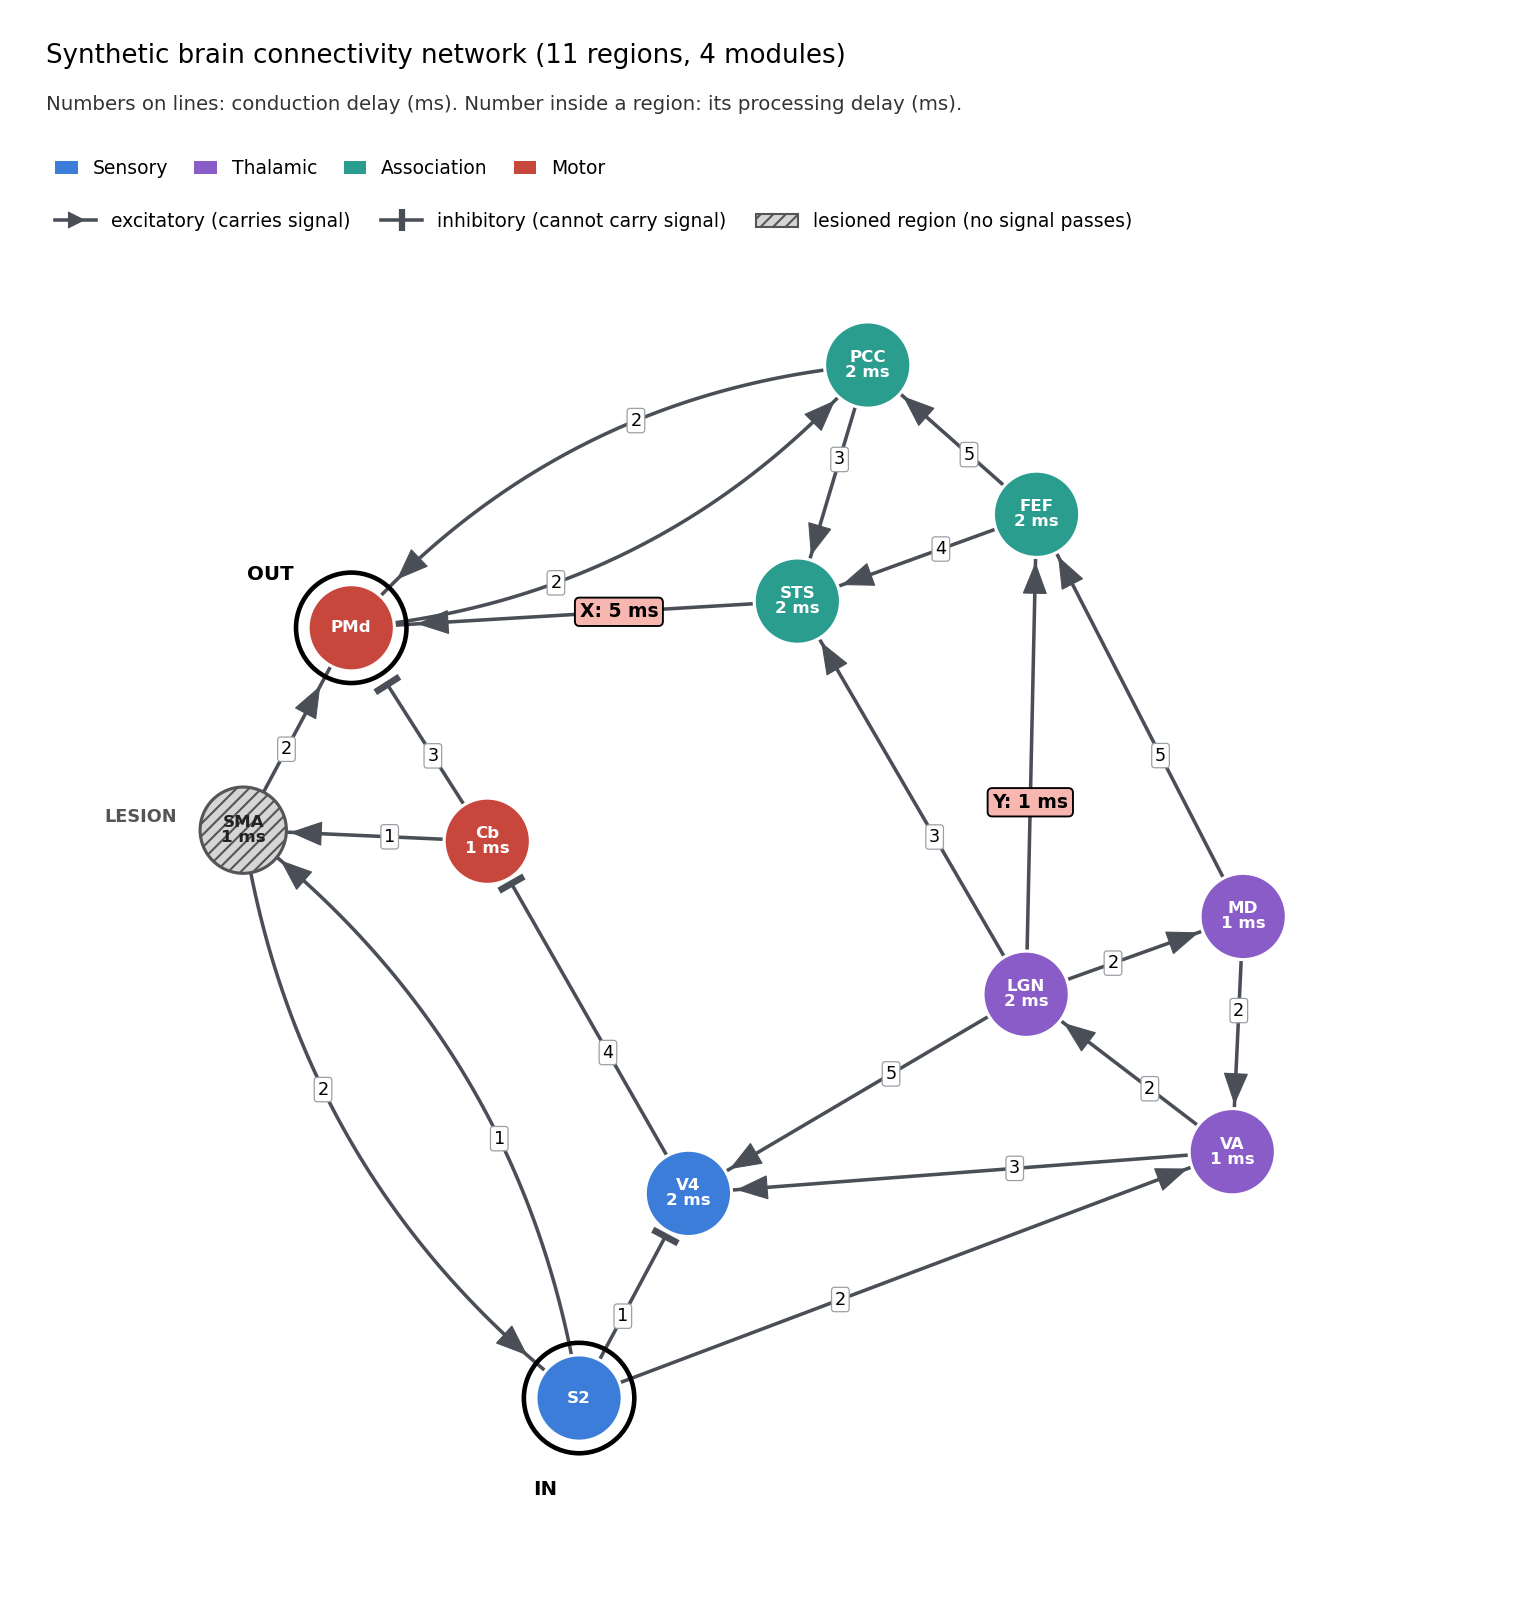 Synthetic brain connectivity network (11 regions, 4 modules)
Numbers on lines: conduction delay (ms). Number inside a region: its processing delay (ms).
Sensory Thalamic Association Motor
excitatory (carries signal) inhibitory (cannot carry signal) lesioned region (no signal passes)
PCC
2 ms
2
3
5
FEF
2 ms
4
OUT
2
STS
2 ms
X: 5 ms
PMd
2
3
5
LESION
SMA
1 ms
1
Cb
1 ms
3
Y: 1 ms
MD
1 ms
2
LGN
2 ms
2
4
5
2
2
1
VA
1 ms
3
V4
2 ms
2
1
S2
IN